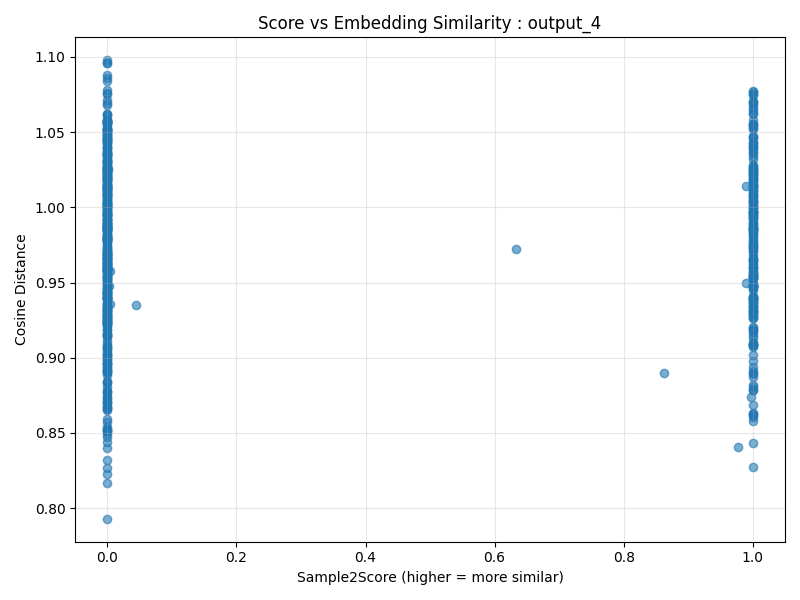 Score vs Embedding Similarity : output_4
Cosine Distance
1.10
1.05
1.00
0.95
0.90
0.85
0.80
0.0 0.2 0.4 0.6 0.8 1.0
Sample2Score (higher = more similar)